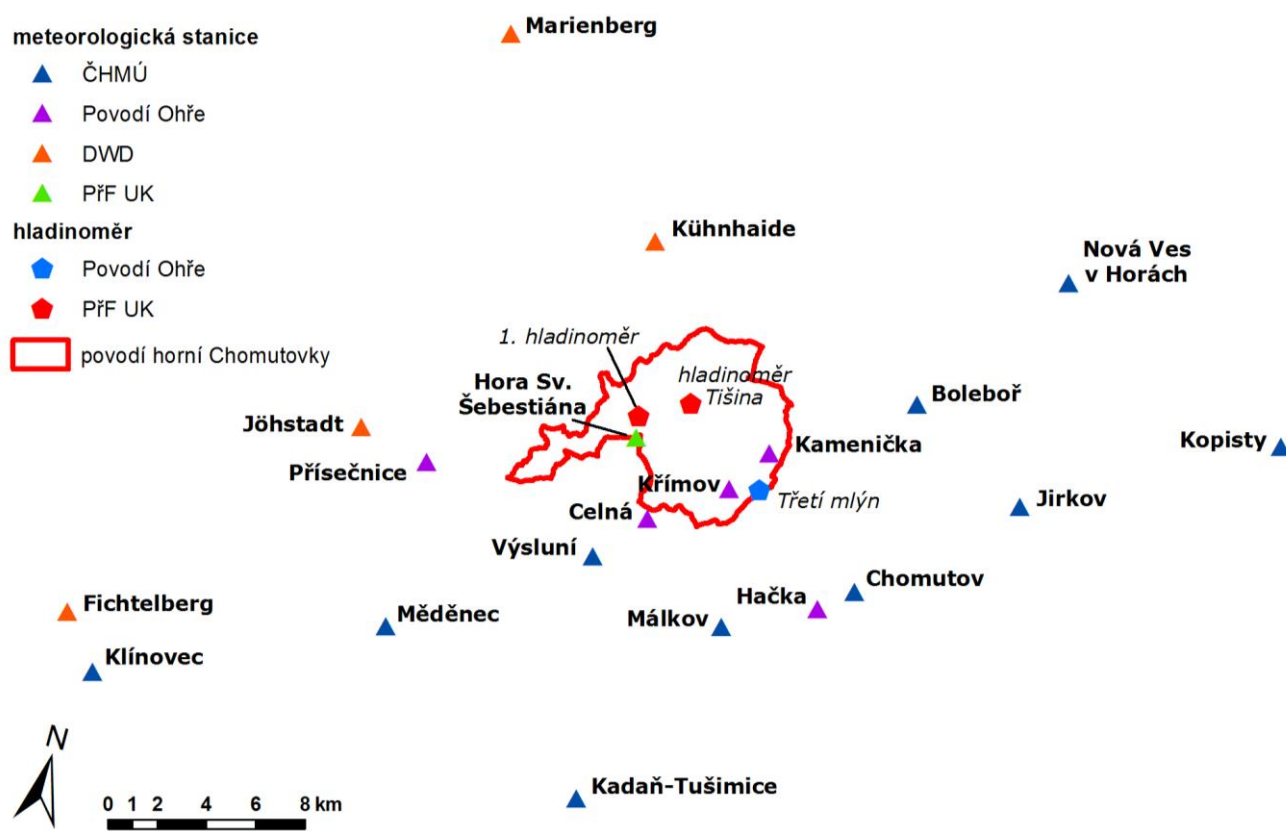 meteorologická stanice
ČHMÚ
Povodí Ohře
DWD
PřF UK
hladinoměr
Povodí Ohře
PřF UK
povodí horní Chomutovky
Marienberg
Kühnhaide
Nová Ves
v Horách
1. hladinoměr
hladinoměr
Tišina
Hora Sv.
Šebestiána
Boleboř
Jöhstadt
Kopisty
Přísečnice
Kamenička
Křímov
Třetí mlýn
Celná
Jirkov
Výsluní
Chomutov
Hačka
Fichtelberg
Měděnec
Málkov
Klínovec
N
Kadaň-Tušimice
0 1 2 4 6 8 km